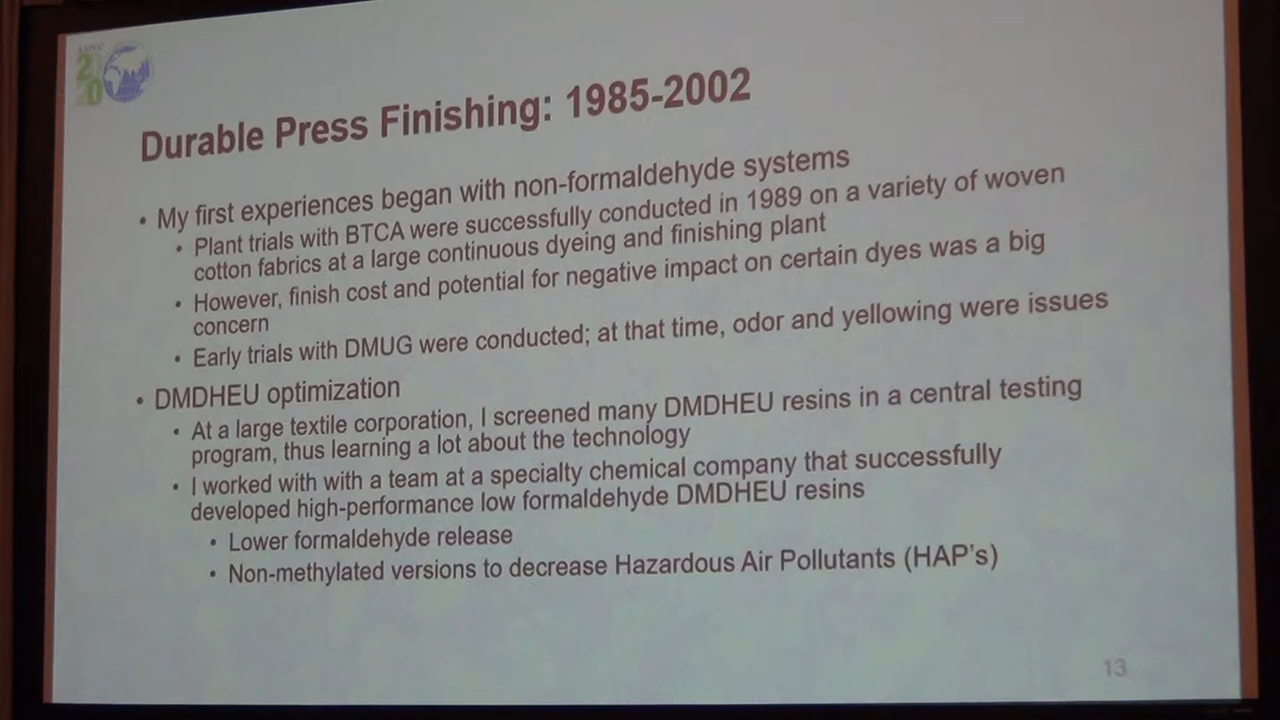 Durable Press Finishing: 1985-2002
• My first experiences began with non-formaldehyde systems
• Plant trials with BTCA were successfully conducted in 1989 on a variety of woven
cotton fabrics at a large continuous dyeing and finishing plant
• However, finish cost and potential for negative impact on certain dyes was a big
concern
• Early trials with DMUG were conducted; at that time, odor and yellowing were issues
• DMDHEU optimization
• At a large textile corporation, I screened many DMDHEU resins in a central testing
program, thus learning a lot about the technology
• I worked with with a team at a specialty chemical company that successfully
developed high-performance low formaldehyde DMDHEU resins
• Lower formaldehyde release
• Non-methylated versions to decrease Hazardous Air Pollutants (HAP's)
13